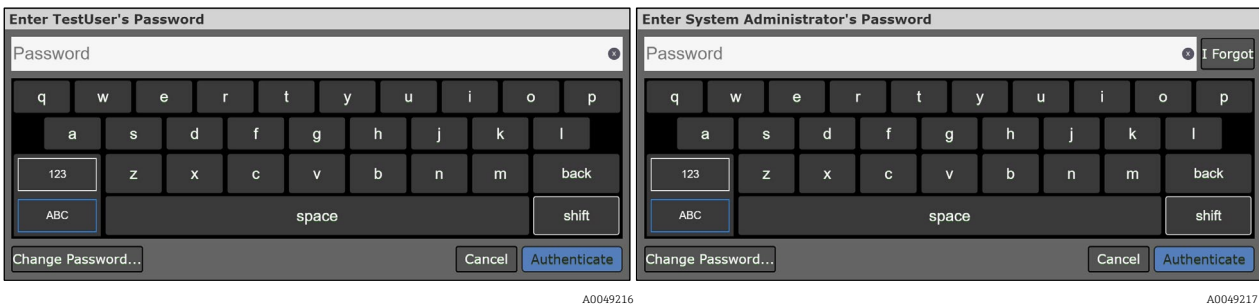 Enter TestUser's Password
Password x
q w e r t y u i o p
a s d f g h j k l
123 z x c v b n m back
ABC space shift
Change Password... Cancel Authenticate
A0049216
Enter System Administrator's Password
Password x I Forgot
q w e r t y u i o p
a s d f g h j k l
123 z x c v b n m back
ABC space shift
Change Password... Cancel Authenticate
A0049217